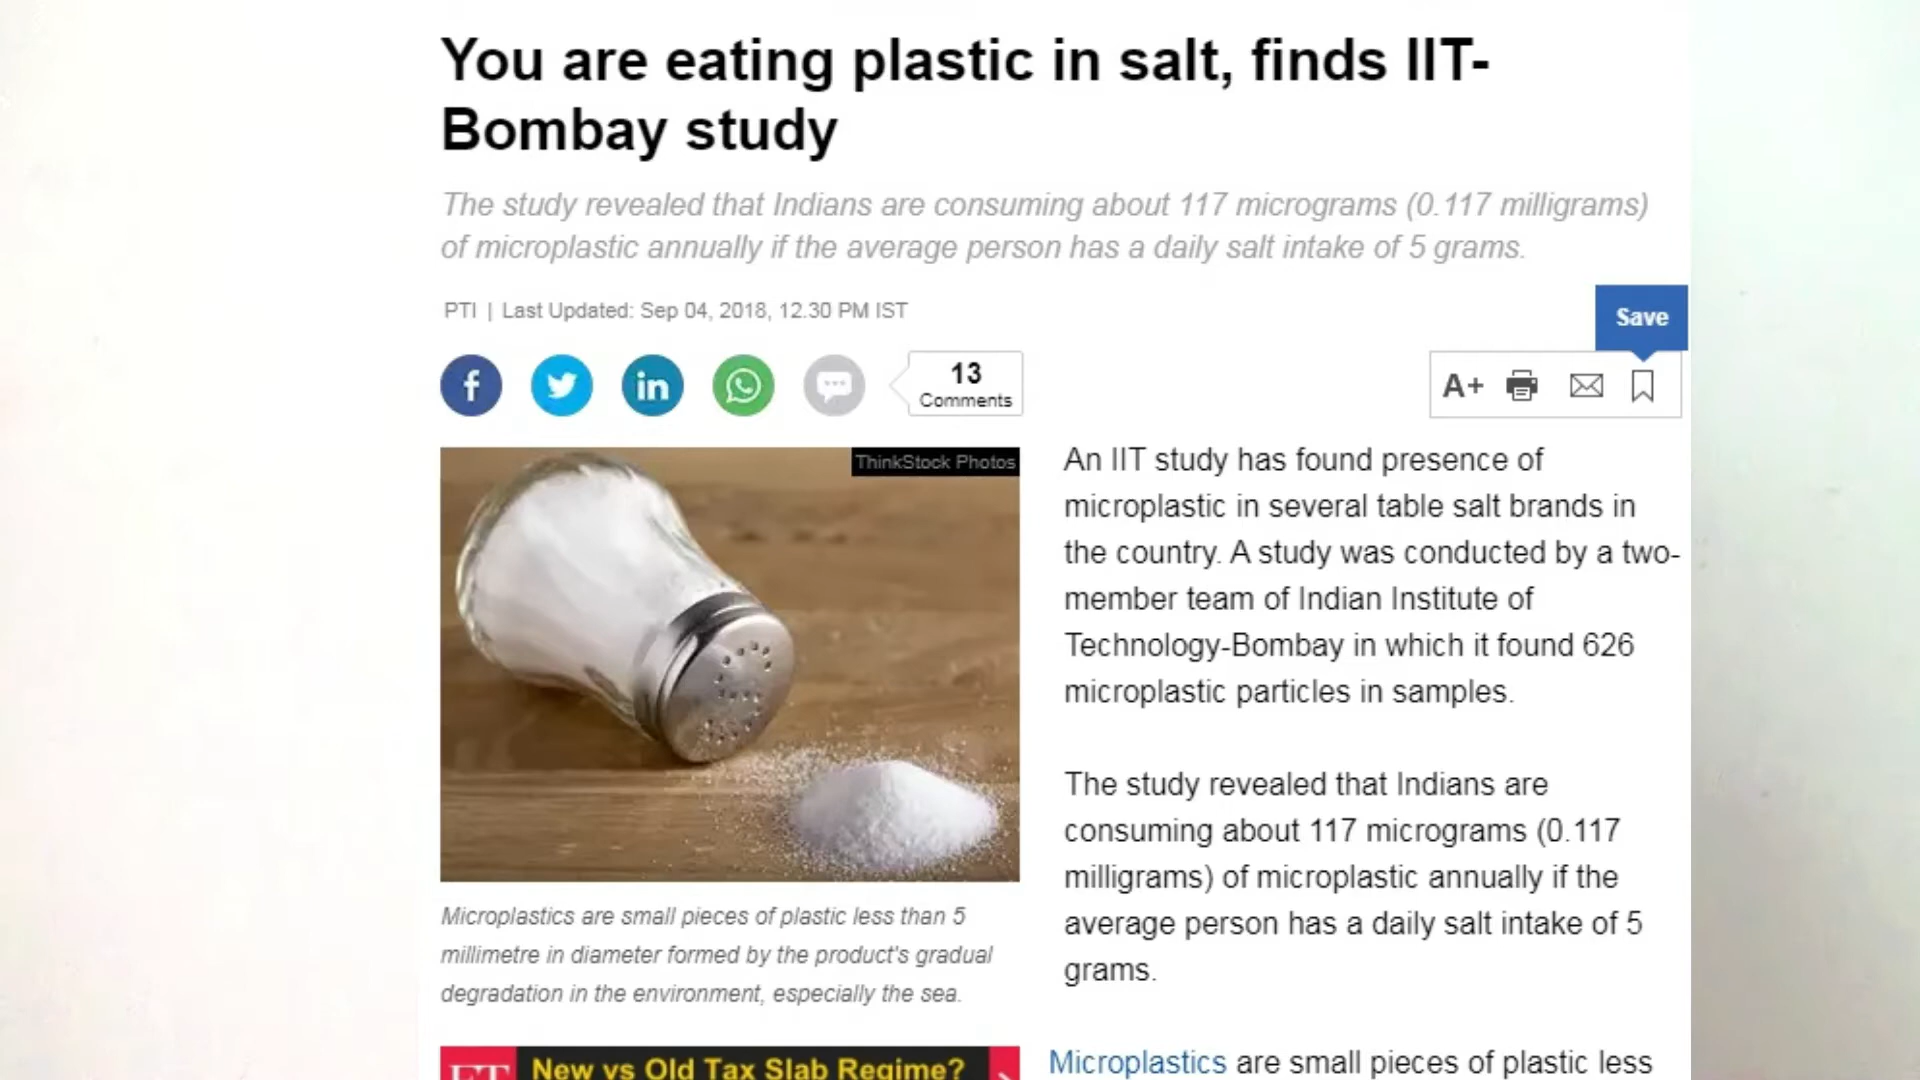 You are eating plastic in salt, finds IIT-
Bombay study
The study revealed that Indians are consuming about 117 micrograms (0.117 milligrams)
of microplastic annually if the average person has a daily salt intake of 5 grams.
PTI | Last Updated: Sep 04, 2018, 12.30 PM IST
Save
13
Comments
A+
ThinkStock Photos
Microplastics are small pieces of plastic less than 5
millimetre in diameter formed by the product's gradual
degradation in the environment, especially the sea.
An IIT study has found presence of
microplastic in several table salt brands in
the country. A study was conducted by a two-
member team of Indian Institute of
Technology-Bombay in which it found 626
microplastic particles in samples.
The study revealed that Indians are
consuming about 117 micrograms (0.117
milligrams) of microplastic annually if the
average person has a daily salt intake of 5
grams.
Microplastics are small pieces of plastic less
ET New vs Old Tax Slab Regime?